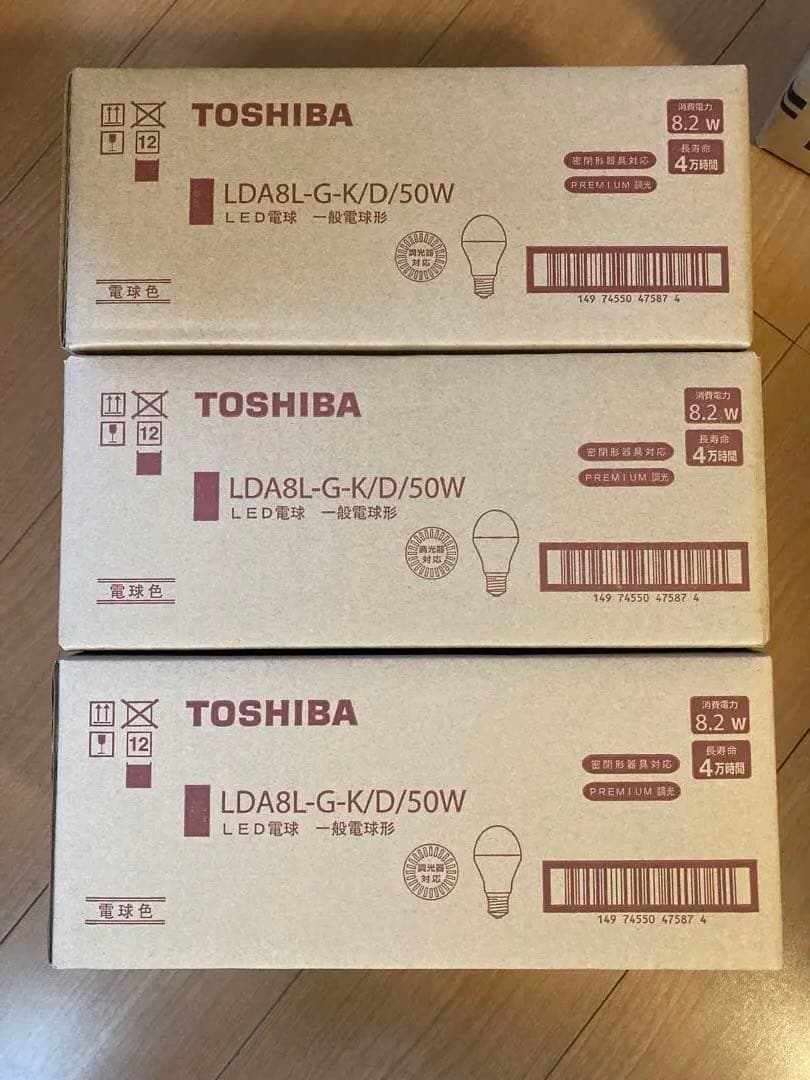 TOSHIBA
12
消費電力
8.2 W
長寿命
4万時間
密閉形器具対応
PREMIUM 調光
LDA8L-G-K/D/50W
LED電球 一般電球形
調光器
対応
電球色
149 74550 47587 4
TOSHIBA
12
消費電力
8.2 W
長寿命
4万時間
密閉形器具対応
PREMIUM 調光
LDA8L-G-K/D/50W
LED電球 一般電球形
調光器
対応
電球色
149 74550 47587 4
TOSHIBA
12
消費電力
8.2 W
長寿命
4万時間
密閉形器具対応
PREMIUM 調光
LDA8L-G-K/D/50W
LED電球 一般電球形
調光器
対応
電球色
149 74550 47587 4